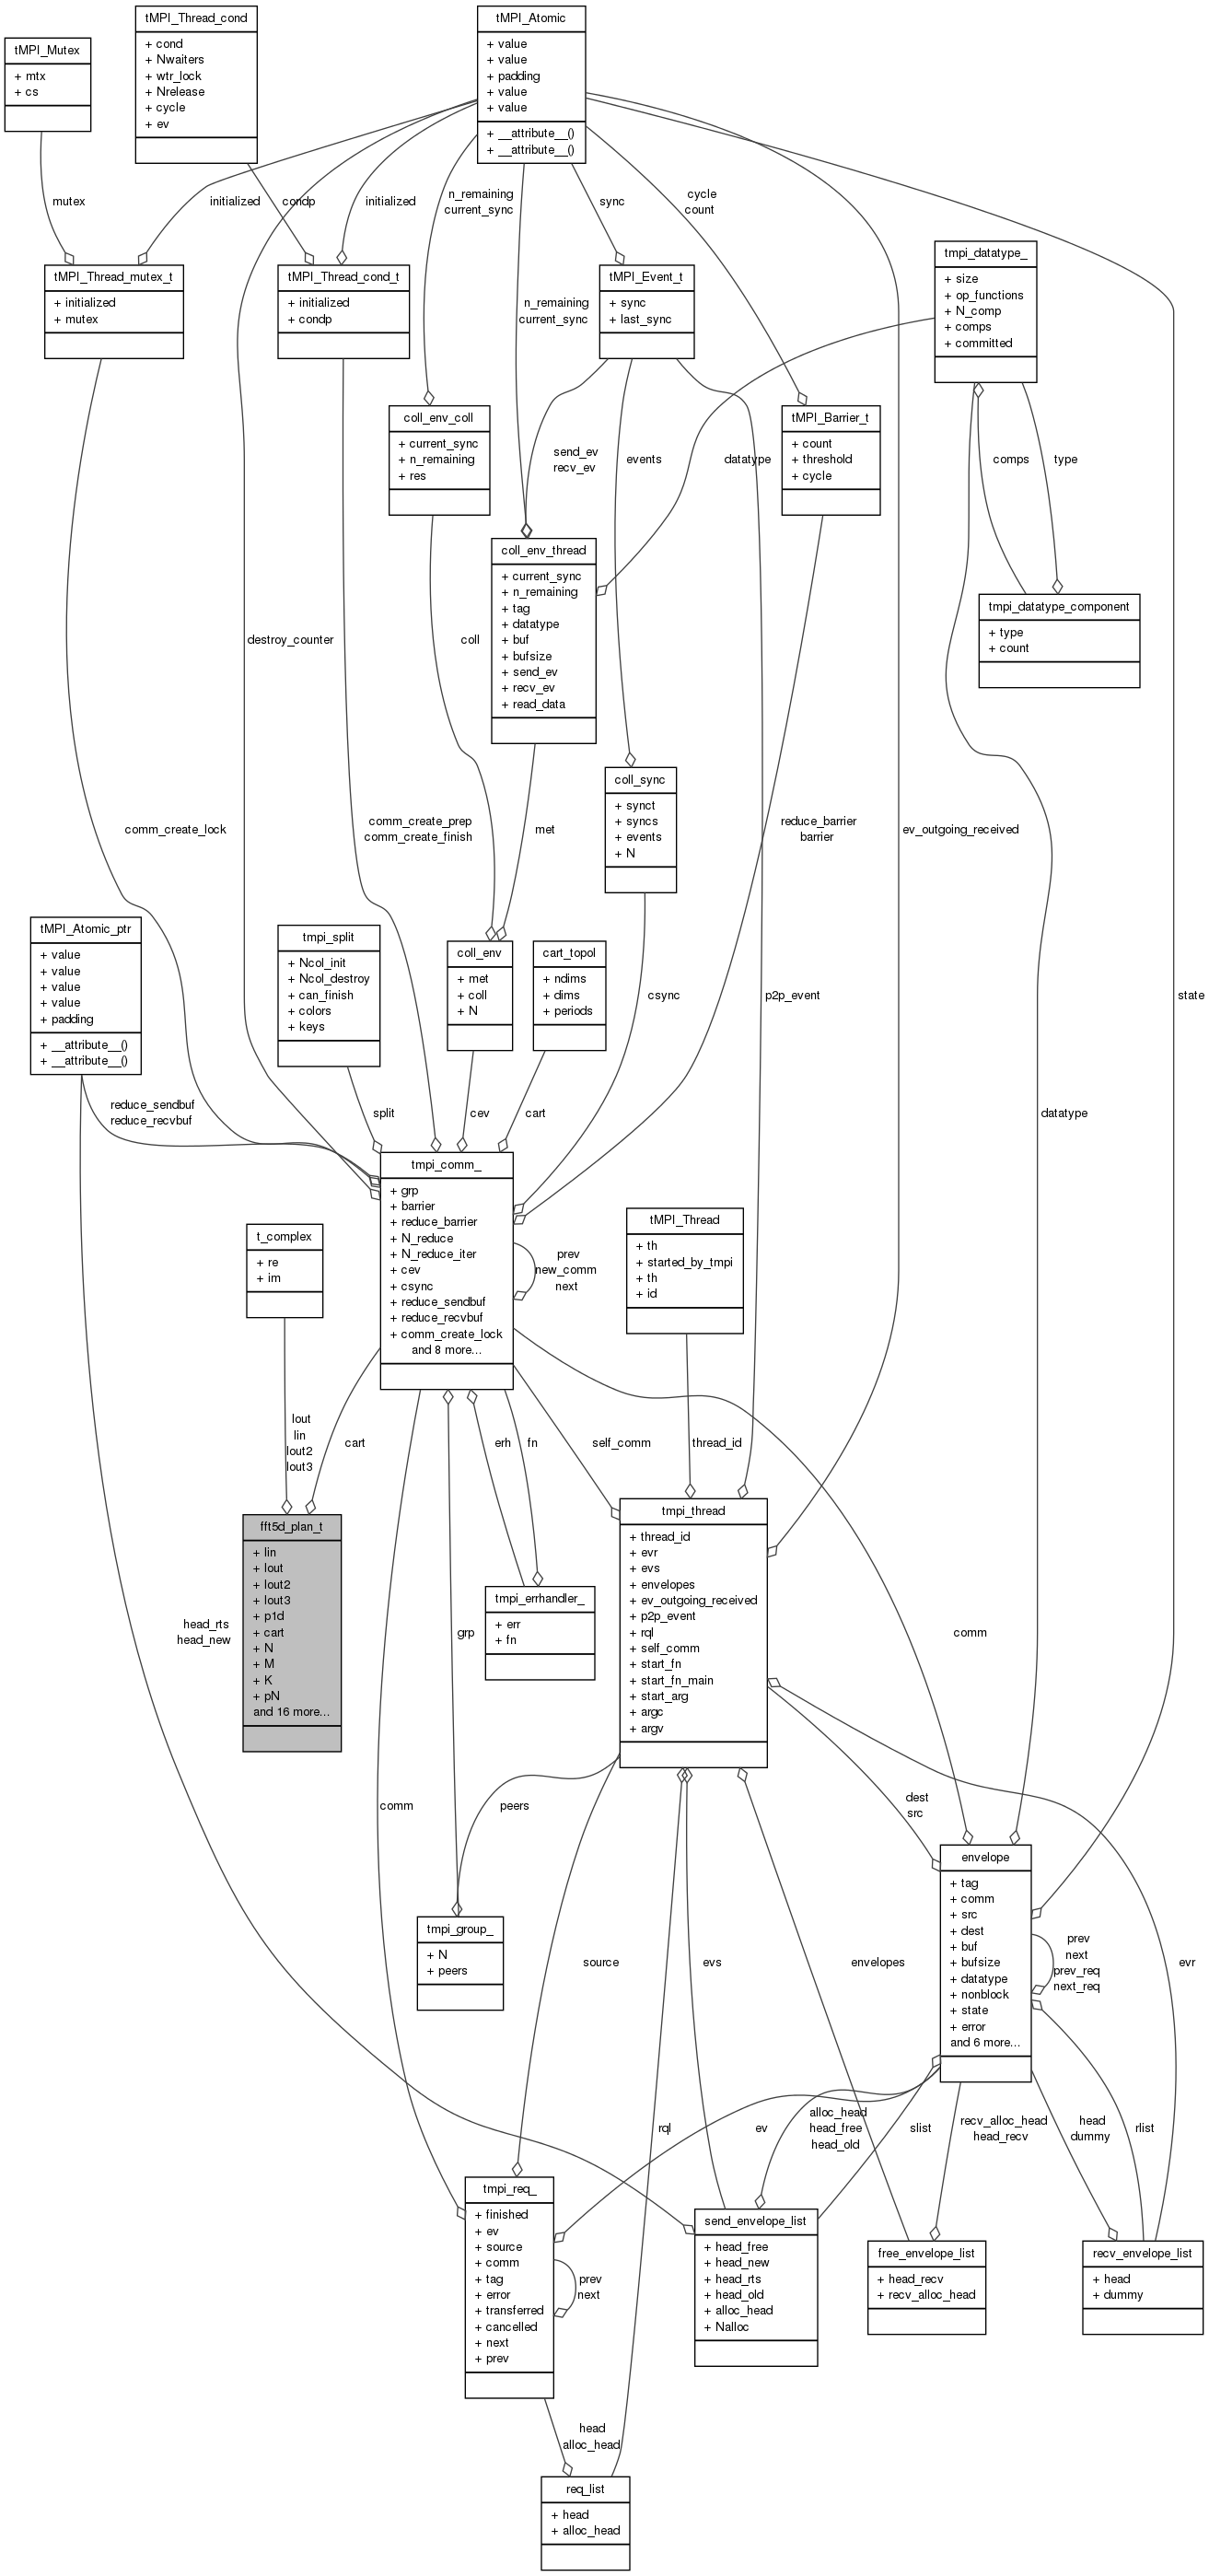 tMPI_Thread_cond
+ cond
+ Nwaiters
+ wtr_lock
+ Nrelease
+ cycle
+ ev
tMPI_Atomic
+ value
+ value
+ padding
+ value
+ value
+ __attribute__()
+ __attribute__()
tMPI_Mutex
+ mtx
+ cs
mutex
initialized
condp
initialized
n_remaining
current_sync
sync
cycle
count
tMPI_Thread_mutex_t
+ initialized
+ mutex
tMPI_Thread_cond_t
+ initialized
+ condp
n_remaining
current_sync
tMPI_Event_t
+ sync
+ last_sync
tmpi_datatype_
+ size
+ op_functions
+ N_comp
+ comps
+ committed
coll_env_coll
+ current_sync
+ n_remaining
+ res
send_ev
recv_ev
events
datatype
tMPI_Barrier_t
+ count
+ threshold
+ cycle
comps
type
coll_env_thread
+ current_sync
+ n_remaining
+ tag
+ datatype
+ buf
+ bufsize
+ send_ev
+ recv_ev
+ read_data
tmpi_datatype_component
+ type
+ count
destroy_counter
coll
coll_sync
+ synct
+ syncs
+ events
+ N
comm_create_lock
comm_create_prep
comm_create_finish
met
reduce_barrier
barrier
ev_outgoing_received
tMPI_Atomic_ptr
+ value
+ value
+ value
+ value
+ padding
+ __attribute__()
+ __attribute__()
tmpi_split
+ Ncol_init
+ Ncol_destroy
+ can_finish
+ colors
+ keys
coll_env
+ met
+ coll
+ N
cart_topol
+ ndims
+ dims
+ periods
csync
p2p_event
state
reduce_sendbuf
reduce_recvbuf
split
cev
cart
datatype
tmpi_comm_
+ grp
+ barrier
+ reduce_barrier
+ N_reduce
+ N_reduce_iter
+ cev
+ csync
+ reduce_sendbuf
+ reduce_recvbuf
+ comm_create_lock
and 8 more...
prev
new_comm
next
t_complex
+ re
+ im
tMPI_Thread
+ th
+ started_by_tmpi
+ th
+ id
lout
lin
lout2
lout3
cart
erh
fn
self_comm
thread_id
fft5d_plan_t
+ lin
+ lout
+ lout2
+ lout3
+ p1d
+ cart
+ N
+ M
+ K
+ pN
and 16 more...
tmpi_thread
+ thread_id
+ evr
+ evs
+ envelopes
+ ev_outgoing_received
+ p2p_event
+ rql
+ self_comm
+ start_fn
+ start_fn_main
+ start_arg
+ argc
+ argv
tmpi_errhandler_
+ err
+ fn
head_rts
head_new
grp
comm
comm
peers
dest
src
tmpi_group_
+ N
+ peers
envelope
+ tag
+ comm
+ src
+ dest
+ buf
+ bufsize
+ datatype
+ nonblock
+ state
+ error
and 6 more...
prev
next
prev_req
next_req
source
evs
envelopes
evr
rql
ev
alloc_head
head_free
head_old
slist
recv_alloc_head
head_recv
head
dummy
rlist
tmpi_req_
+ finished
+ ev
+ source
+ comm
+ tag
+ error
+ transferred
+ cancelled
+ next
+ prev
prev
next
send_envelope_list
+ head_free
+ head_new
+ head_rts
+ head_old
+ alloc_head
+ Nalloc
free_envelope_list
+ head_recv
+ recv_alloc_head
recv_envelope_list
+ head
+ dummy
head
alloc_head
req_list
+ head
+ alloc_head